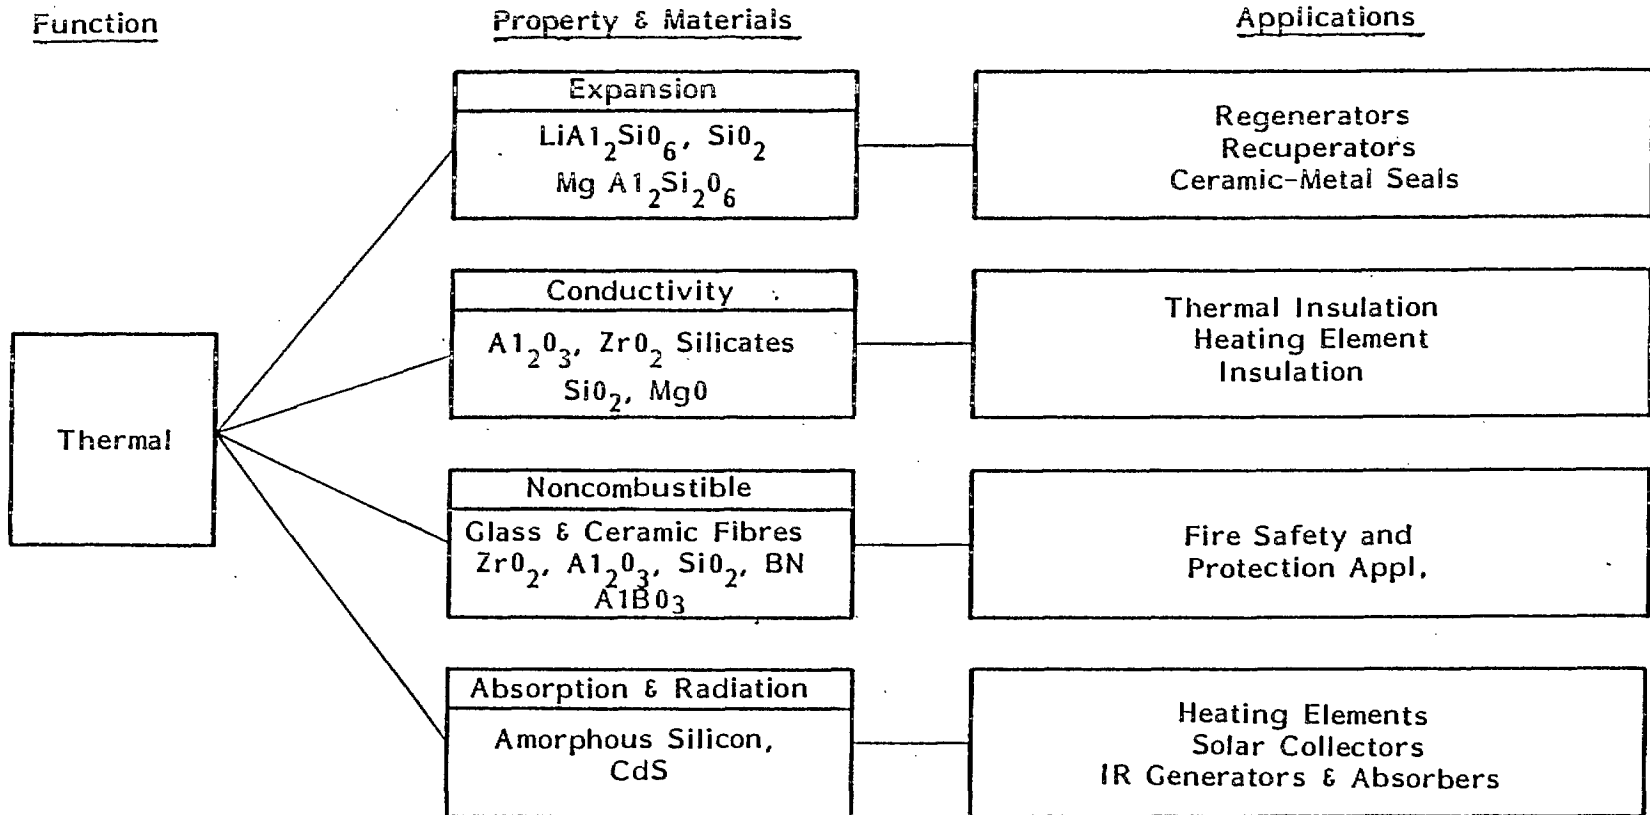 Function
Property & Materials
Applications
Thermal
Expansion
LiAl₂SiO₆, SiO₂
Mg Al₂Si₂O₆
Regenerators
Recuperators
Ceramic-Metal Seals
Conductivity
Al₂O₃, ZrO₂ Silicates
SiO₂, MgO
Thermal Insulation
Heating Element
Insulation
Noncombustible
Glass & Ceramic Fibres
ZrO₂, Al₂O₃, SiO₂, BN
AlBO₃
Fire Safety and
Protection Appl.
Absorption & Radiation
Amorphous Silicon,
CdS
Heating Elements
Solar Collectors
IR Generators & Absorbers